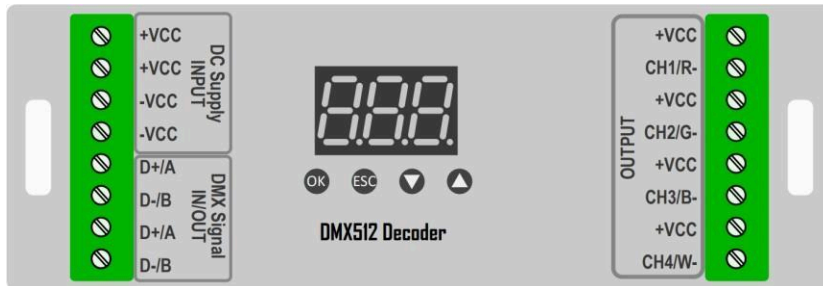 +VCC
+VCC
-VCC
-VCC
DC Supply
INPUT
D+/A
D-/B
D+/A
D-/B
DMX Signal
IN/OUT
888
OK ESC
DMX512 Decoder
OUTPUT
+VCC
CH1/R-
+VCC
CH2/G-
+VCC
CH3/B-
+VCC
CH4/W-